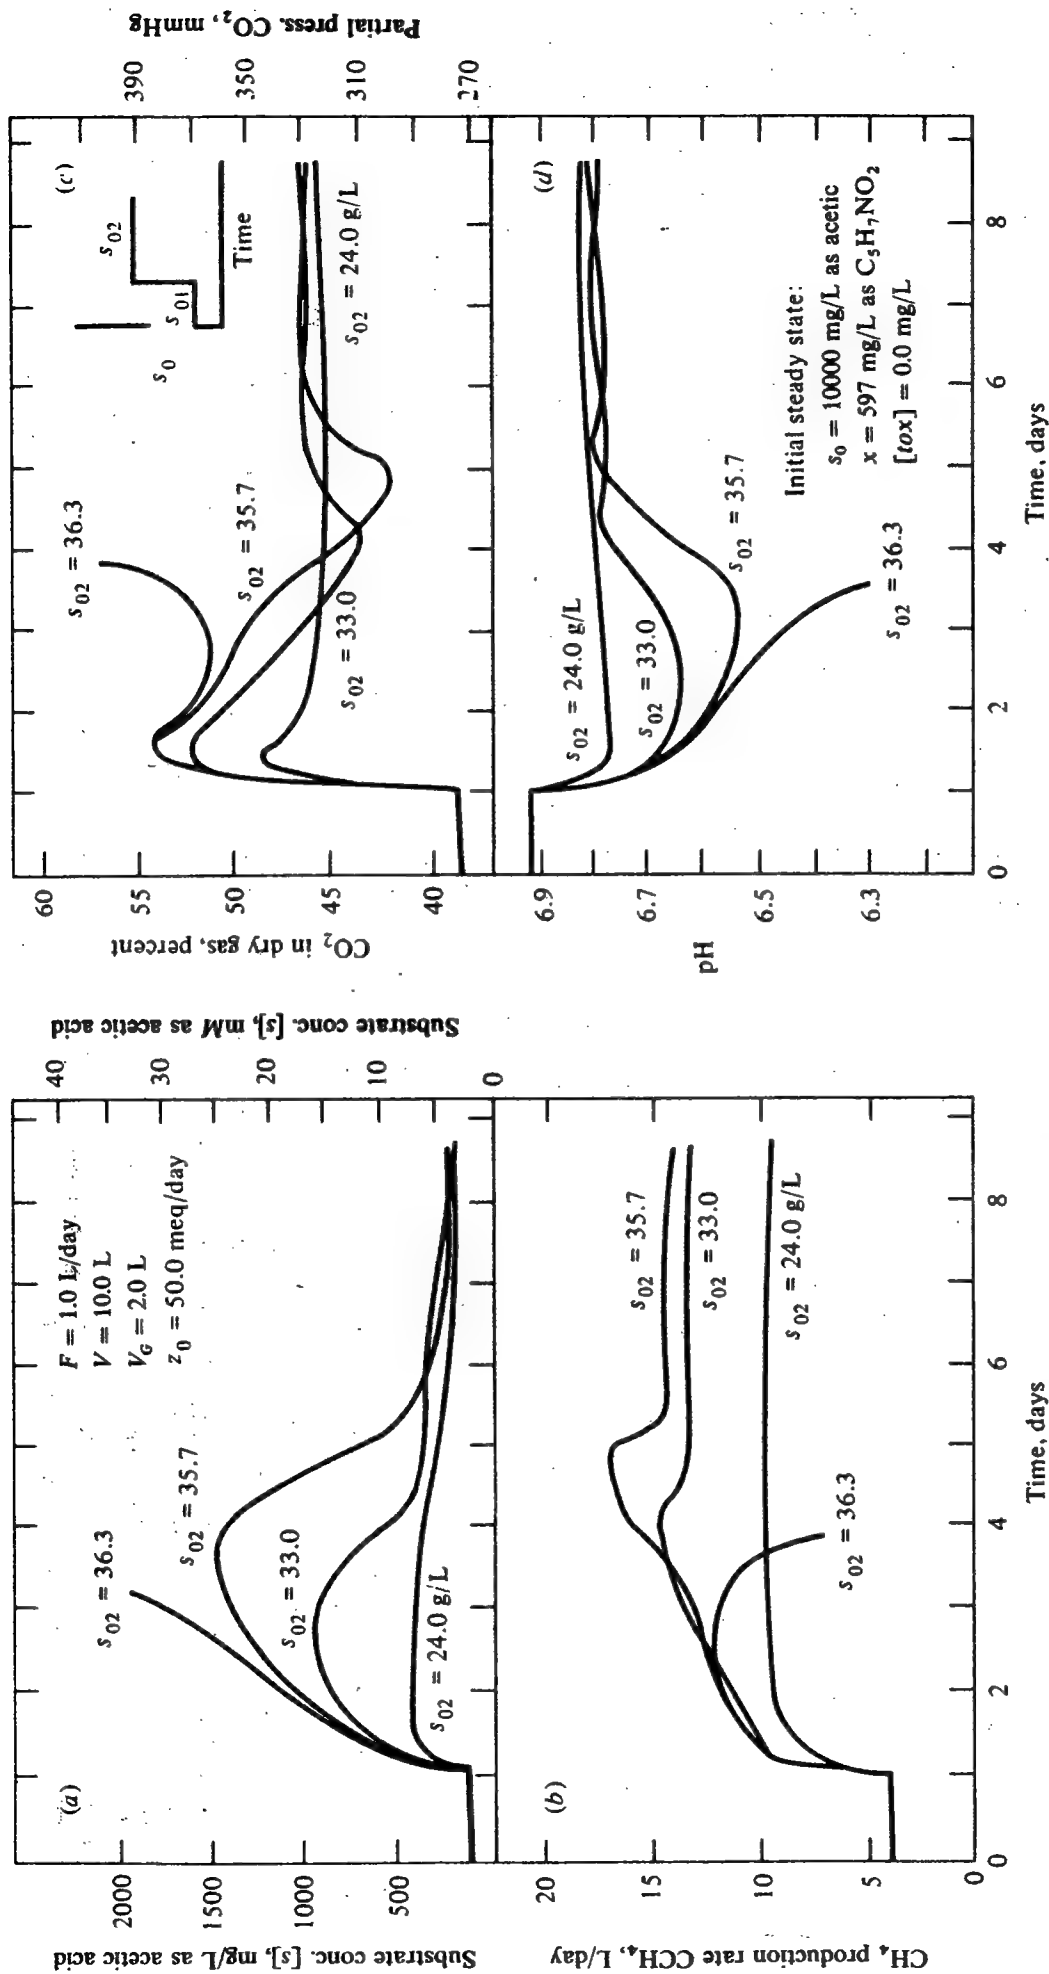 (a)
F = 1.0 L/day
V = 10.0 L
V_G = 2.0 L
z_0 = 50.0 meq/day
s_02 = 36.3
s_02 = 35.7
s_02 = 33.0
s_02 = 24.0 g/L
2000
1500
1000
500
Substrate conc. [s], mg/L as acetic acid
40
30
20
10
0
Substrate conc. [s], mM as acetic acid
(b)
s_02 = 35.7
s_02 = 33.0
s_02 = 24.0 g/L
s_02 = 36.3
20
15
10
5
0
CH_4 production rate CCH_4, L/day
0
2
4
6
8
Time, days
(c)
s_0
s_01
s_02
Time
s_02 = 36.3
s_02 = 35.7
s_02 = 33.0
s_02 = 24.0 g/L
60
55
50
45
40
CO_2 in dry gas, percent
390
350
310
270
Partial press. CO_2, mmHg
(d)
s_02 = 24.0 g/L
s_02 = 33.0
s_02 = 35.7
s_02 = 36.3
Initial steady state:
s_0 = 10000 mg/L as acetic
x = 597 mg/L as C_5H_7NO_2
[tox] = 0.0 mg/L
6.9
6.7
6.5
6.3
pH
0
2
4
6
8
Time, days